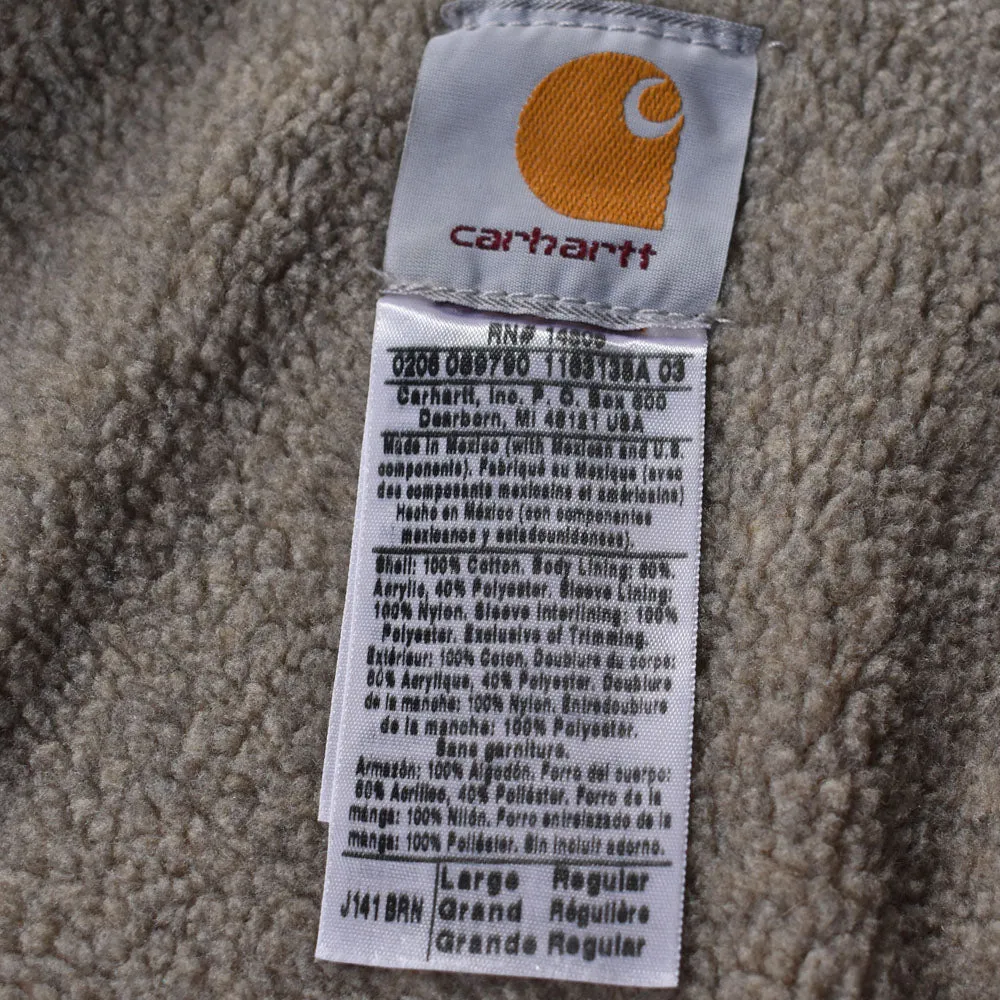 carhartt
RN# 14806
0206 089790 1163138A 03
Carhartt, Inc. P. O. Box 600
Dearborn, MI 48121 USA
Made in Mexico (with Mexican and U.S.
components). Fabriqué au Mexique (avec
des composants mexicains et américains)
Hecho en México (con componentes
mexicanos y estadounidenses).
Shell: 100% Cotton. Body Lining: 60%.
Acrylic, 40% Polyester. Sleeve Lining:
100% Nylon. Sleeve Interlining, 100%
Polyester. Exclusive of Trimming.
Extérieur: 100% Coton. Doublure du corps:
60% Acrylique, 40% Polyester. Doublure
de la manche: 100% Nylon. Entredoublure
de la manche: 100% Polyester.
Sans garniture.
Armazón: 100% Algodón. Forro del cuerpo:
60% Acrílico, 40% Poliéster. Forro de la
manga: 100% Nilón. Forro entrelazado de la
manga: 100% Poliéster. Sin incluir adorno.
J141 BRN
Large Regular
Grand Régulière
Grande Regular